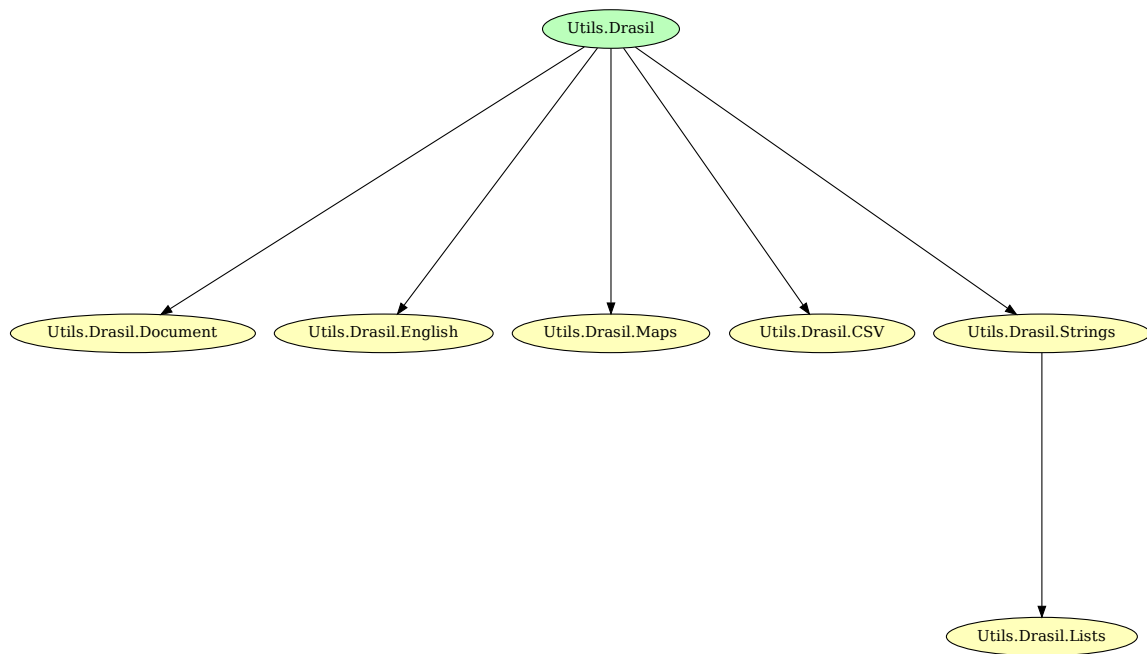 Utils.Drasil
Utils.Drasil.Document
Utils.Drasil.English
Utils.Drasil.Maps
Utils.Drasil.CSV
Utils.Drasil.Strings
Utils.Drasil.Lists